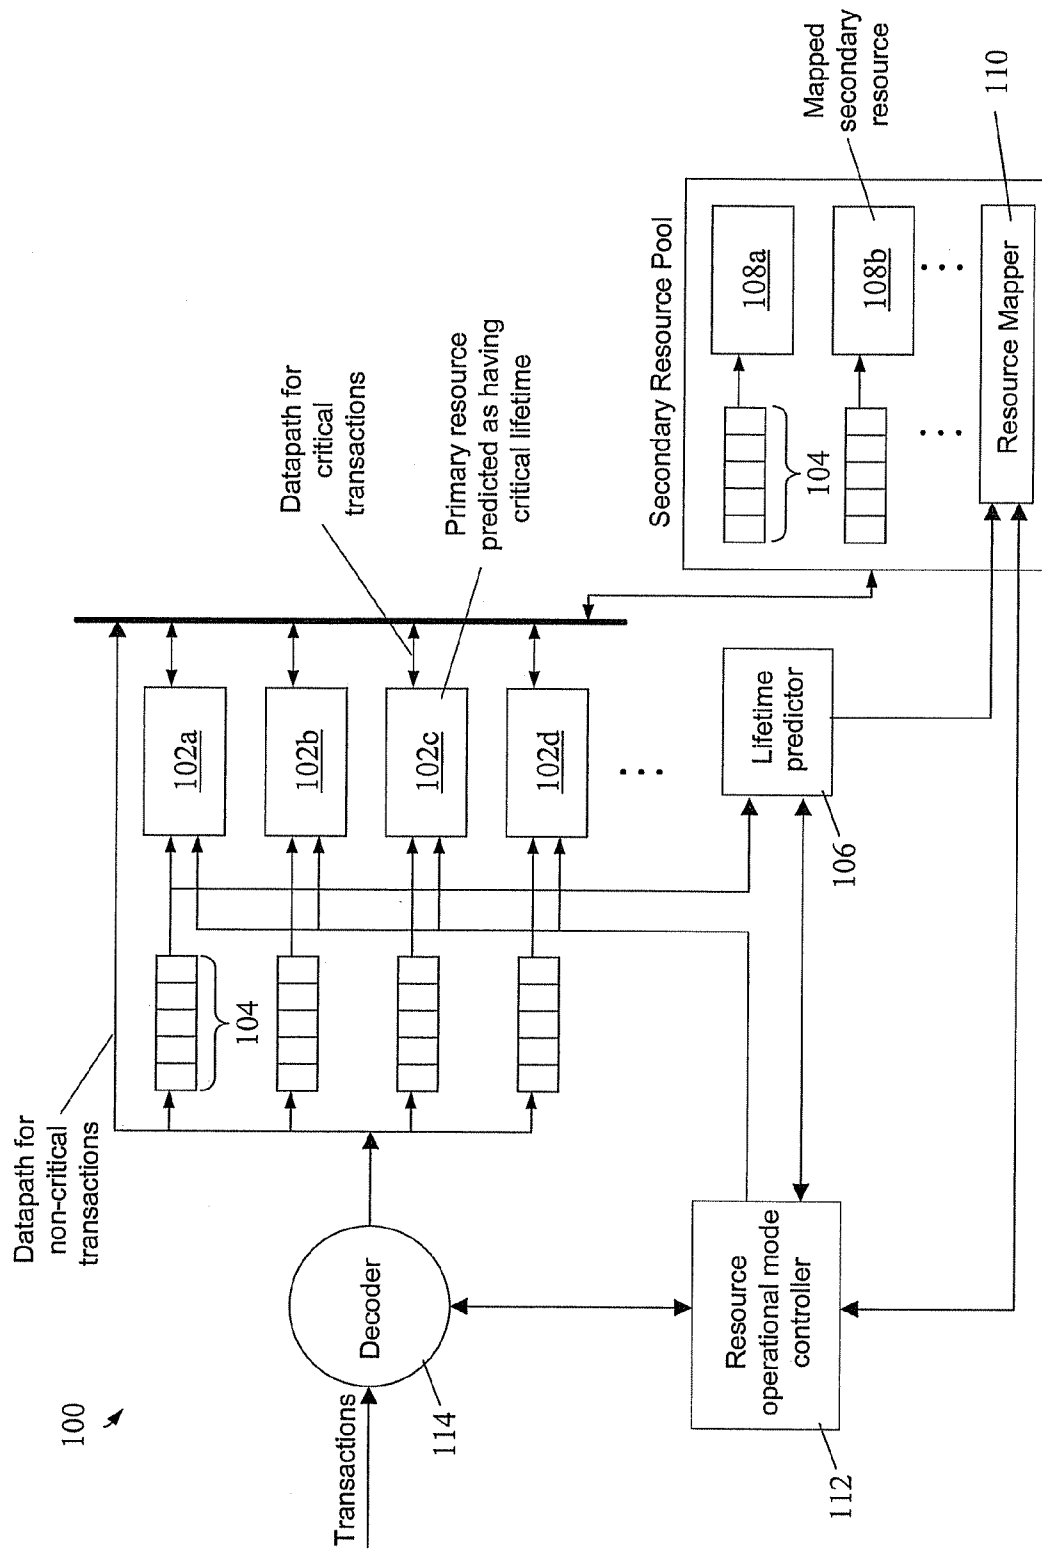 100
Transactions
Decoder
114
Datapath for
non-critical
transactions
104
102a
102b
102c
102d
Datapath for
critical
transactions
Primary resource
predicted as having
critical lifetime
Resource
operational mode
controller
112
Lifetime
predictor
106
Secondary Resource Pool
104
108a
108b
Mapped
secondary
resource
Resource Mapper
110